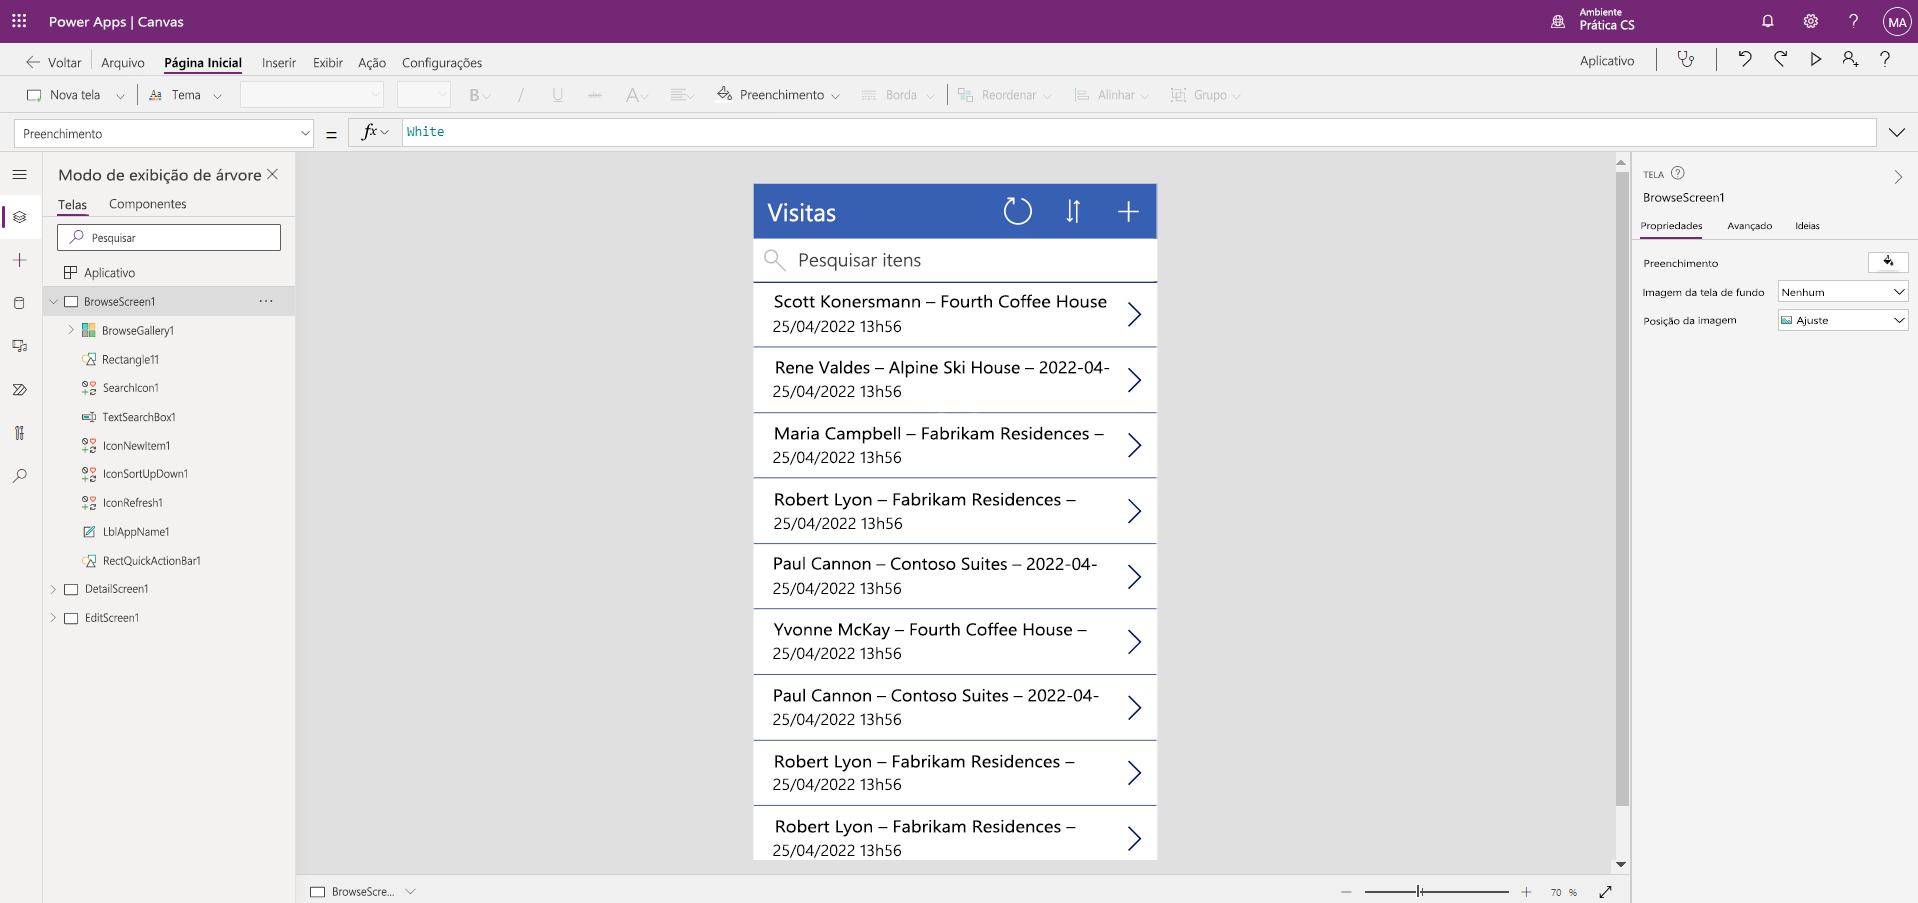 Power Apps | Canvas
Ambiente
Prática CS
?
MA
Voltar
Arquivo
Página Inicial
Inserir
Exibir
Ação
Configurações
Aplicativo
?
Nova tela
Aa
Tema
B
/
U
abc
A
Preenchimento
Borda
Reordenar
Alinhar
Grupo
Preenchimento
=
fx
White
Modo de exibição de árvore
Telas
Componentes
Pesquisar
Aplicativo
BrowseScreen1
...
BrowseGallery1
Rectangle11
SearchIcon1
TextSearchBox1
IconNewItem1
IconSortUpDown1
IconRefresh1
LblAppName1
RectQuickActionBar1
DetailScreen1
EditScreen1
Visitas
Pesquisar itens
Scott Konersmann – Fourth Coffee House
25/04/2022 13h56
Rene Valdes – Alpine Ski House – 2022-04-
25/04/2022 13h56
Maria Campbell – Fabrikam Residences –
25/04/2022 13h56
Robert Lyon – Fabrikam Residences –
25/04/2022 13h56
Paul Cannon – Contoso Suites – 2022-04-
25/04/2022 13h56
Yvonne McKay – Fourth Coffee House –
25/04/2022 13h56
Paul Cannon – Contoso Suites – 2022-04-
25/04/2022 13h56
Robert Lyon – Fabrikam Residences –
25/04/2022 13h56
Robert Lyon – Fabrikam Residences –
25/04/2022 13h56
TELA
?
BrowseScreen1
Propriedades
Avançado
Ideias
Preenchimento
Imagem da tela de fundo
Nenhum
Posição da imagem
Ajuste
BrowseScre...
70 %